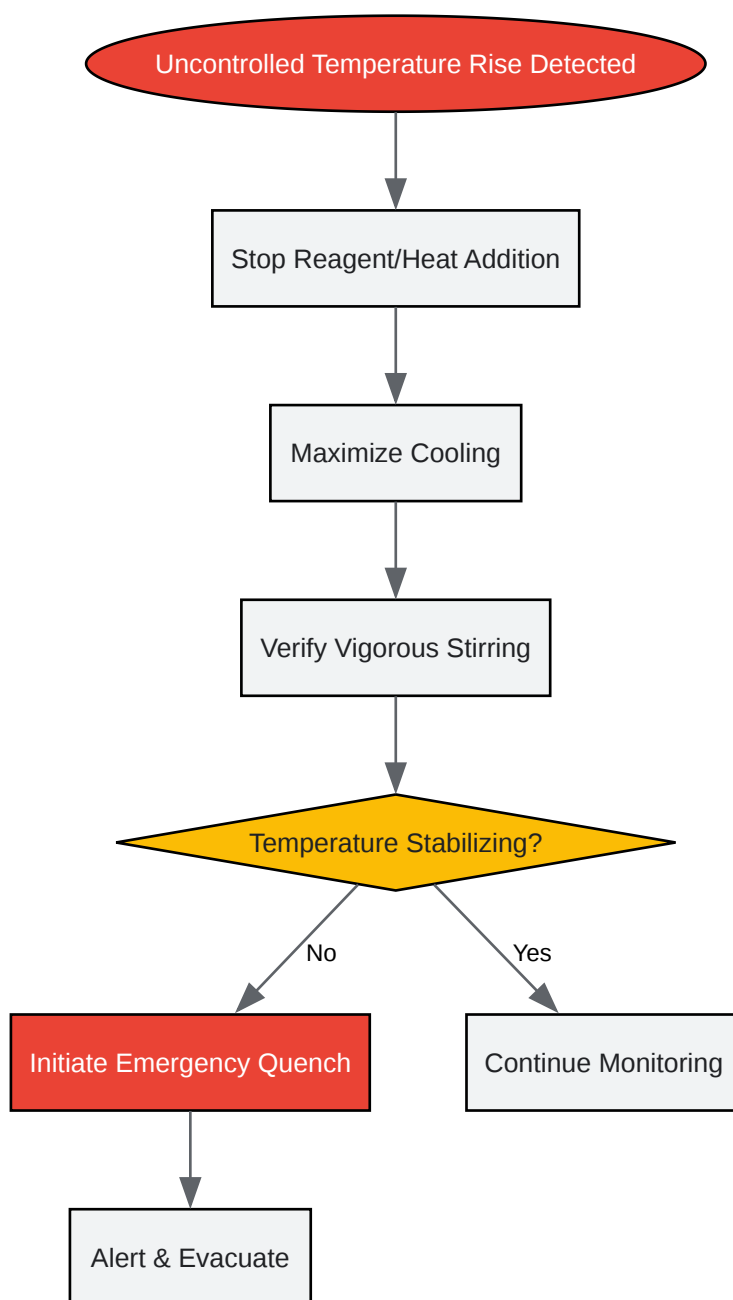 Uncontrolled Temperature Rise Detected
Stop Reagent/Heat Addition
Maximize Cooling
Verify Vigorous Stirring
Temperature Stabilizing?
No
Yes
Initiate Emergency Quench
Continue Monitoring
Alert & Evacuate